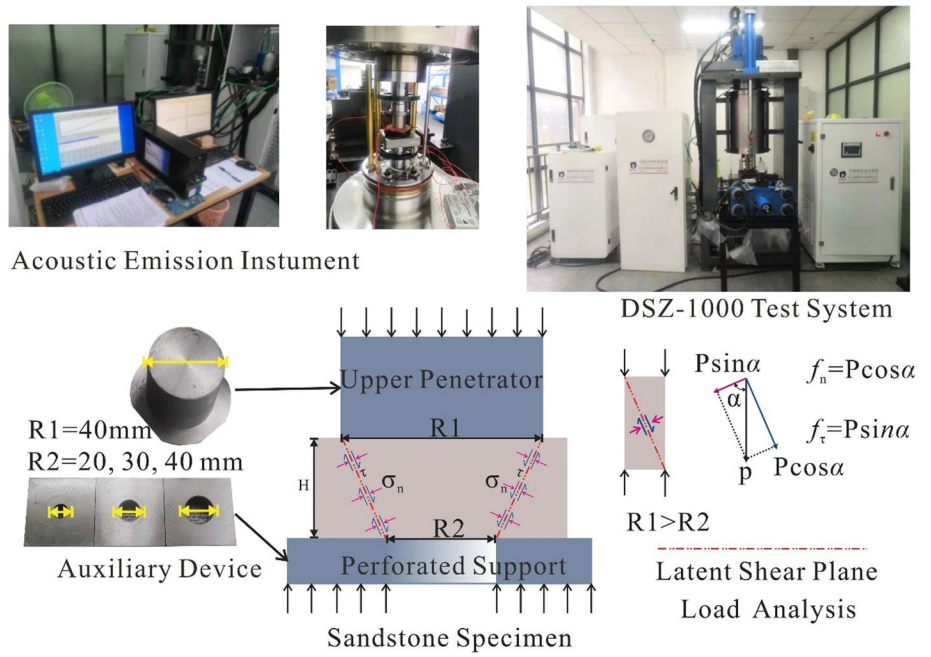 Acoustic Emission Instument
DSZ-1000 Test System
R1=40mm
R2=20, 30, 40 mm
Auxiliary Device
Upper Penetrator
R1
H
τ
σn
σn
τ
R2
Perforated Support
Sandstone Specimen
Psinα
α
p
Pcosα
fn=Pcosα
fτ=Psinα
R1>R2
Latent Shear Plane
Load Analysis